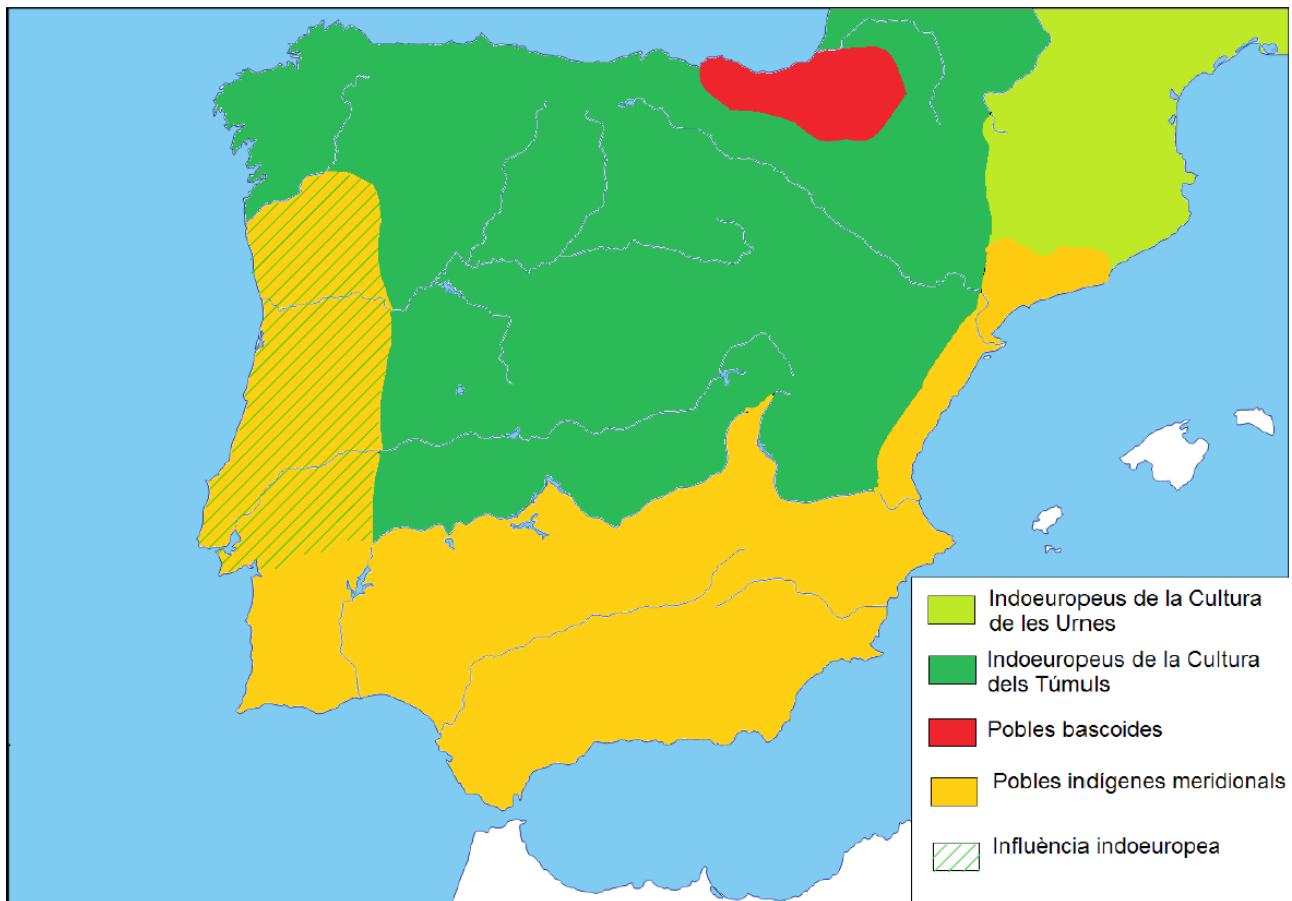 Indoeuropeus de la Cultura
de les Urnes
Indoeuropeus de la Cultura
dels Túmuls
Pobles bascoides
Pobles indígenes meridionals
Influència indoeuropea